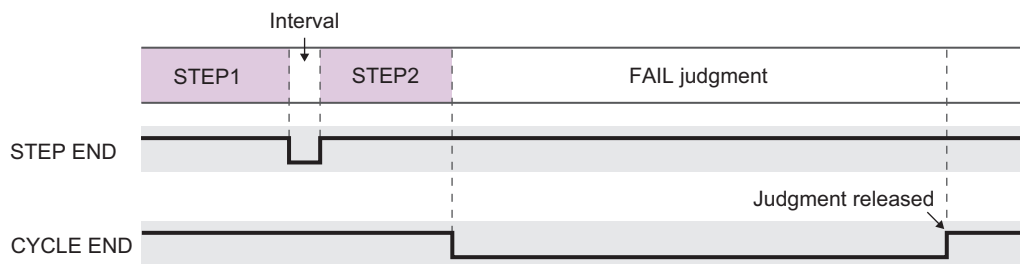 Interval
STEP1
STEP2
FAIL judgment
STEP END
Judgment released
CYCLE END